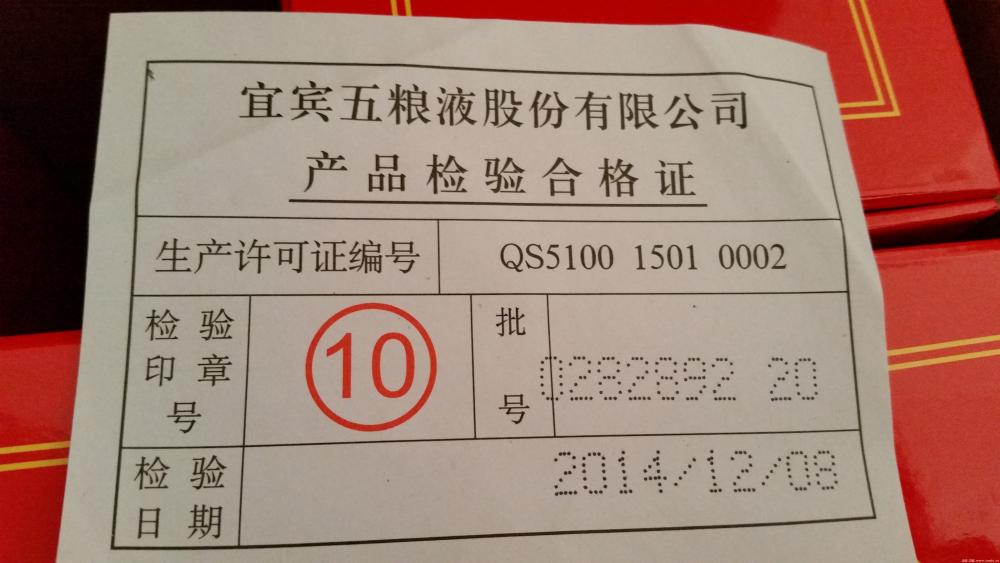 宜宾五粮液股份有限公司
产品检验合格证
生产许可证编号 QS5100 1501 0002
检验
印章
号
10
批
号
0282892 20
检验
日期
2014/12/08